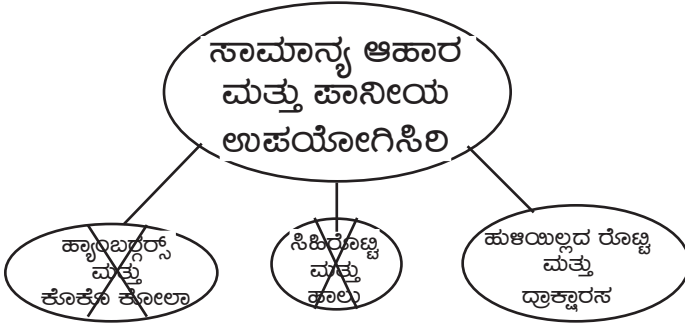 ಸಾಮಾನ್ಯ ಆಹಾರ
ಮತ್ತು ಪಾನೀಯ
ಉಪಯೋಗಿಸಿರಿ
ಹ್ಯಾಂಬರ್‍ಗರ್ಸ್
ಮತ್ತು
ಕೊಕೊ ಕೋಲಾ
ಸಿಹಿರೊಟ್ಟಿ
ಮತ್ತು
ಹಾಲು
ಹುಳಿಯಿಲ್ಲದ ರೊಟ್ಟಿ
ಮತ್ತು
ದ್ರಾಕ್ಷಾರಸ